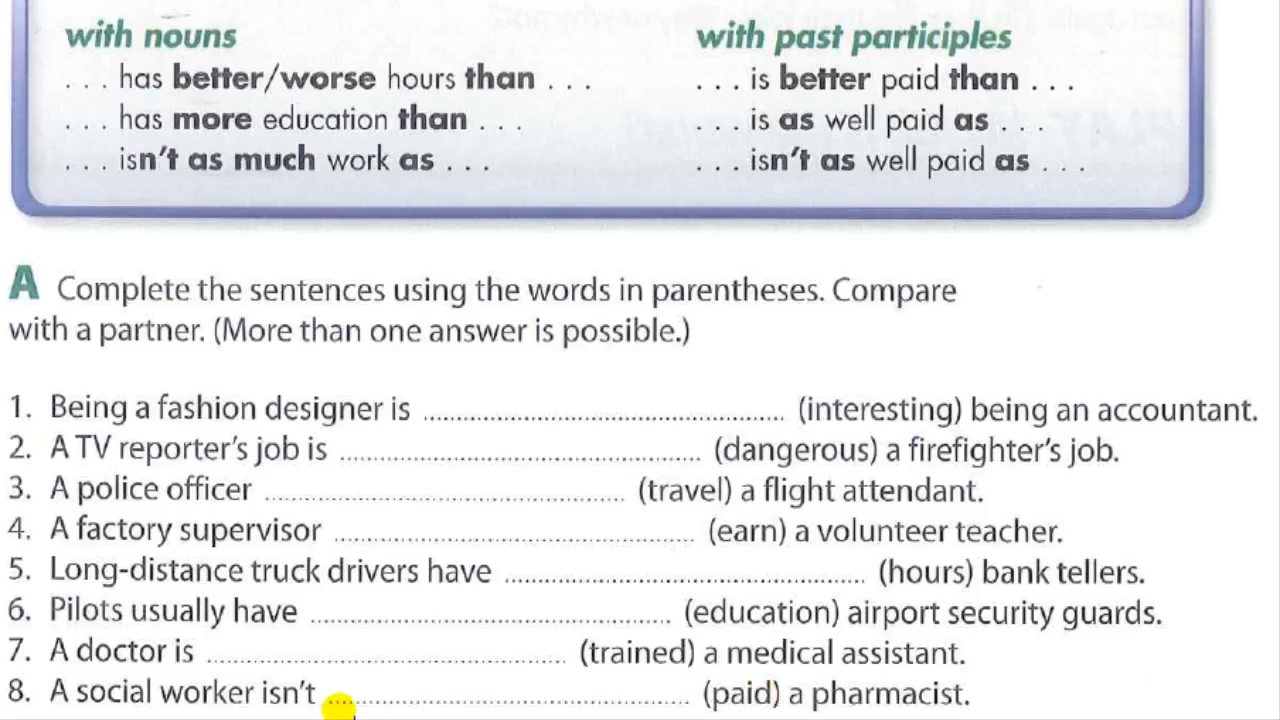 with nouns
... has better/worse hours than ...
... has more education than ...
... isn't as much work as ...
with past participles
... is better paid than ...
... is as well paid as ...
... isn't as well paid as ...
A Complete the sentences using the words in parentheses. Compare
with a partner. (More than one answer is possible.)
1. Being a fashion designer is ........................................ (interesting) being an accountant.
2. A TV reporter's job is ........................................ (dangerous) a firefighter's job.
3. A police officer ........................................ (travel) a flight attendant.
4. A factory supervisor ........................................ (earn) a volunteer teacher.
5. Long-distance truck drivers have ........................................ (hours) bank tellers.
6. Pilots usually have ........................................ (education) airport security guards.
7. A doctor is ........................................ (trained) a medical assistant.
8. A social worker isn't ........................................ (paid) a pharmacist.